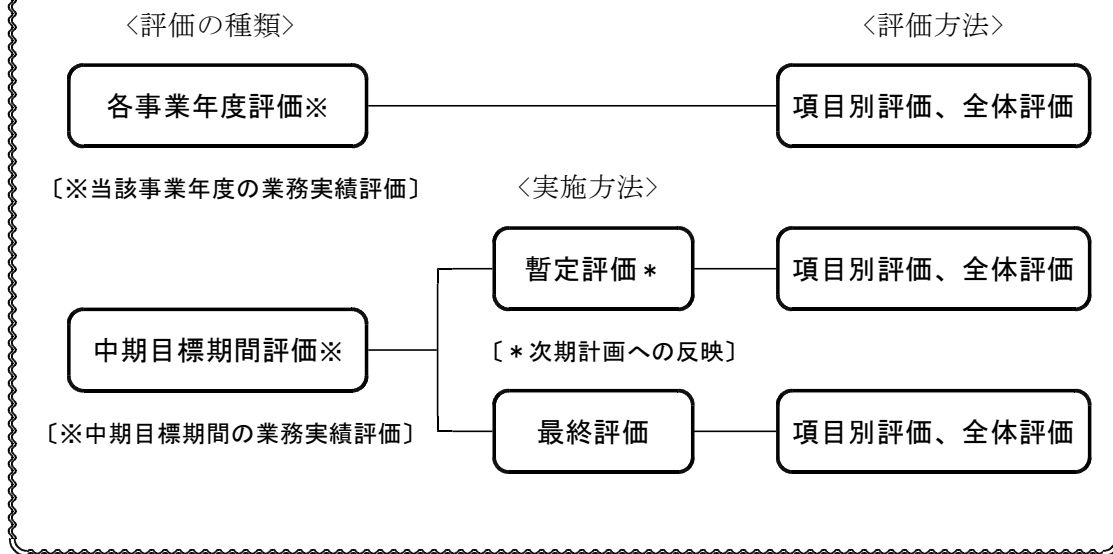 <評価の種類>
<評価方法>
各事業年度評価※
項目別評価、全体評価
〔※当該事業年度の業務実績評価〕
<実施方法>
暫定評価*
項目別評価、全体評価
中期目標期間評価※
〔*次期計画への反映〕
〔※中期目標期間の業務実績評価〕
最終評価
項目別評価、全体評価